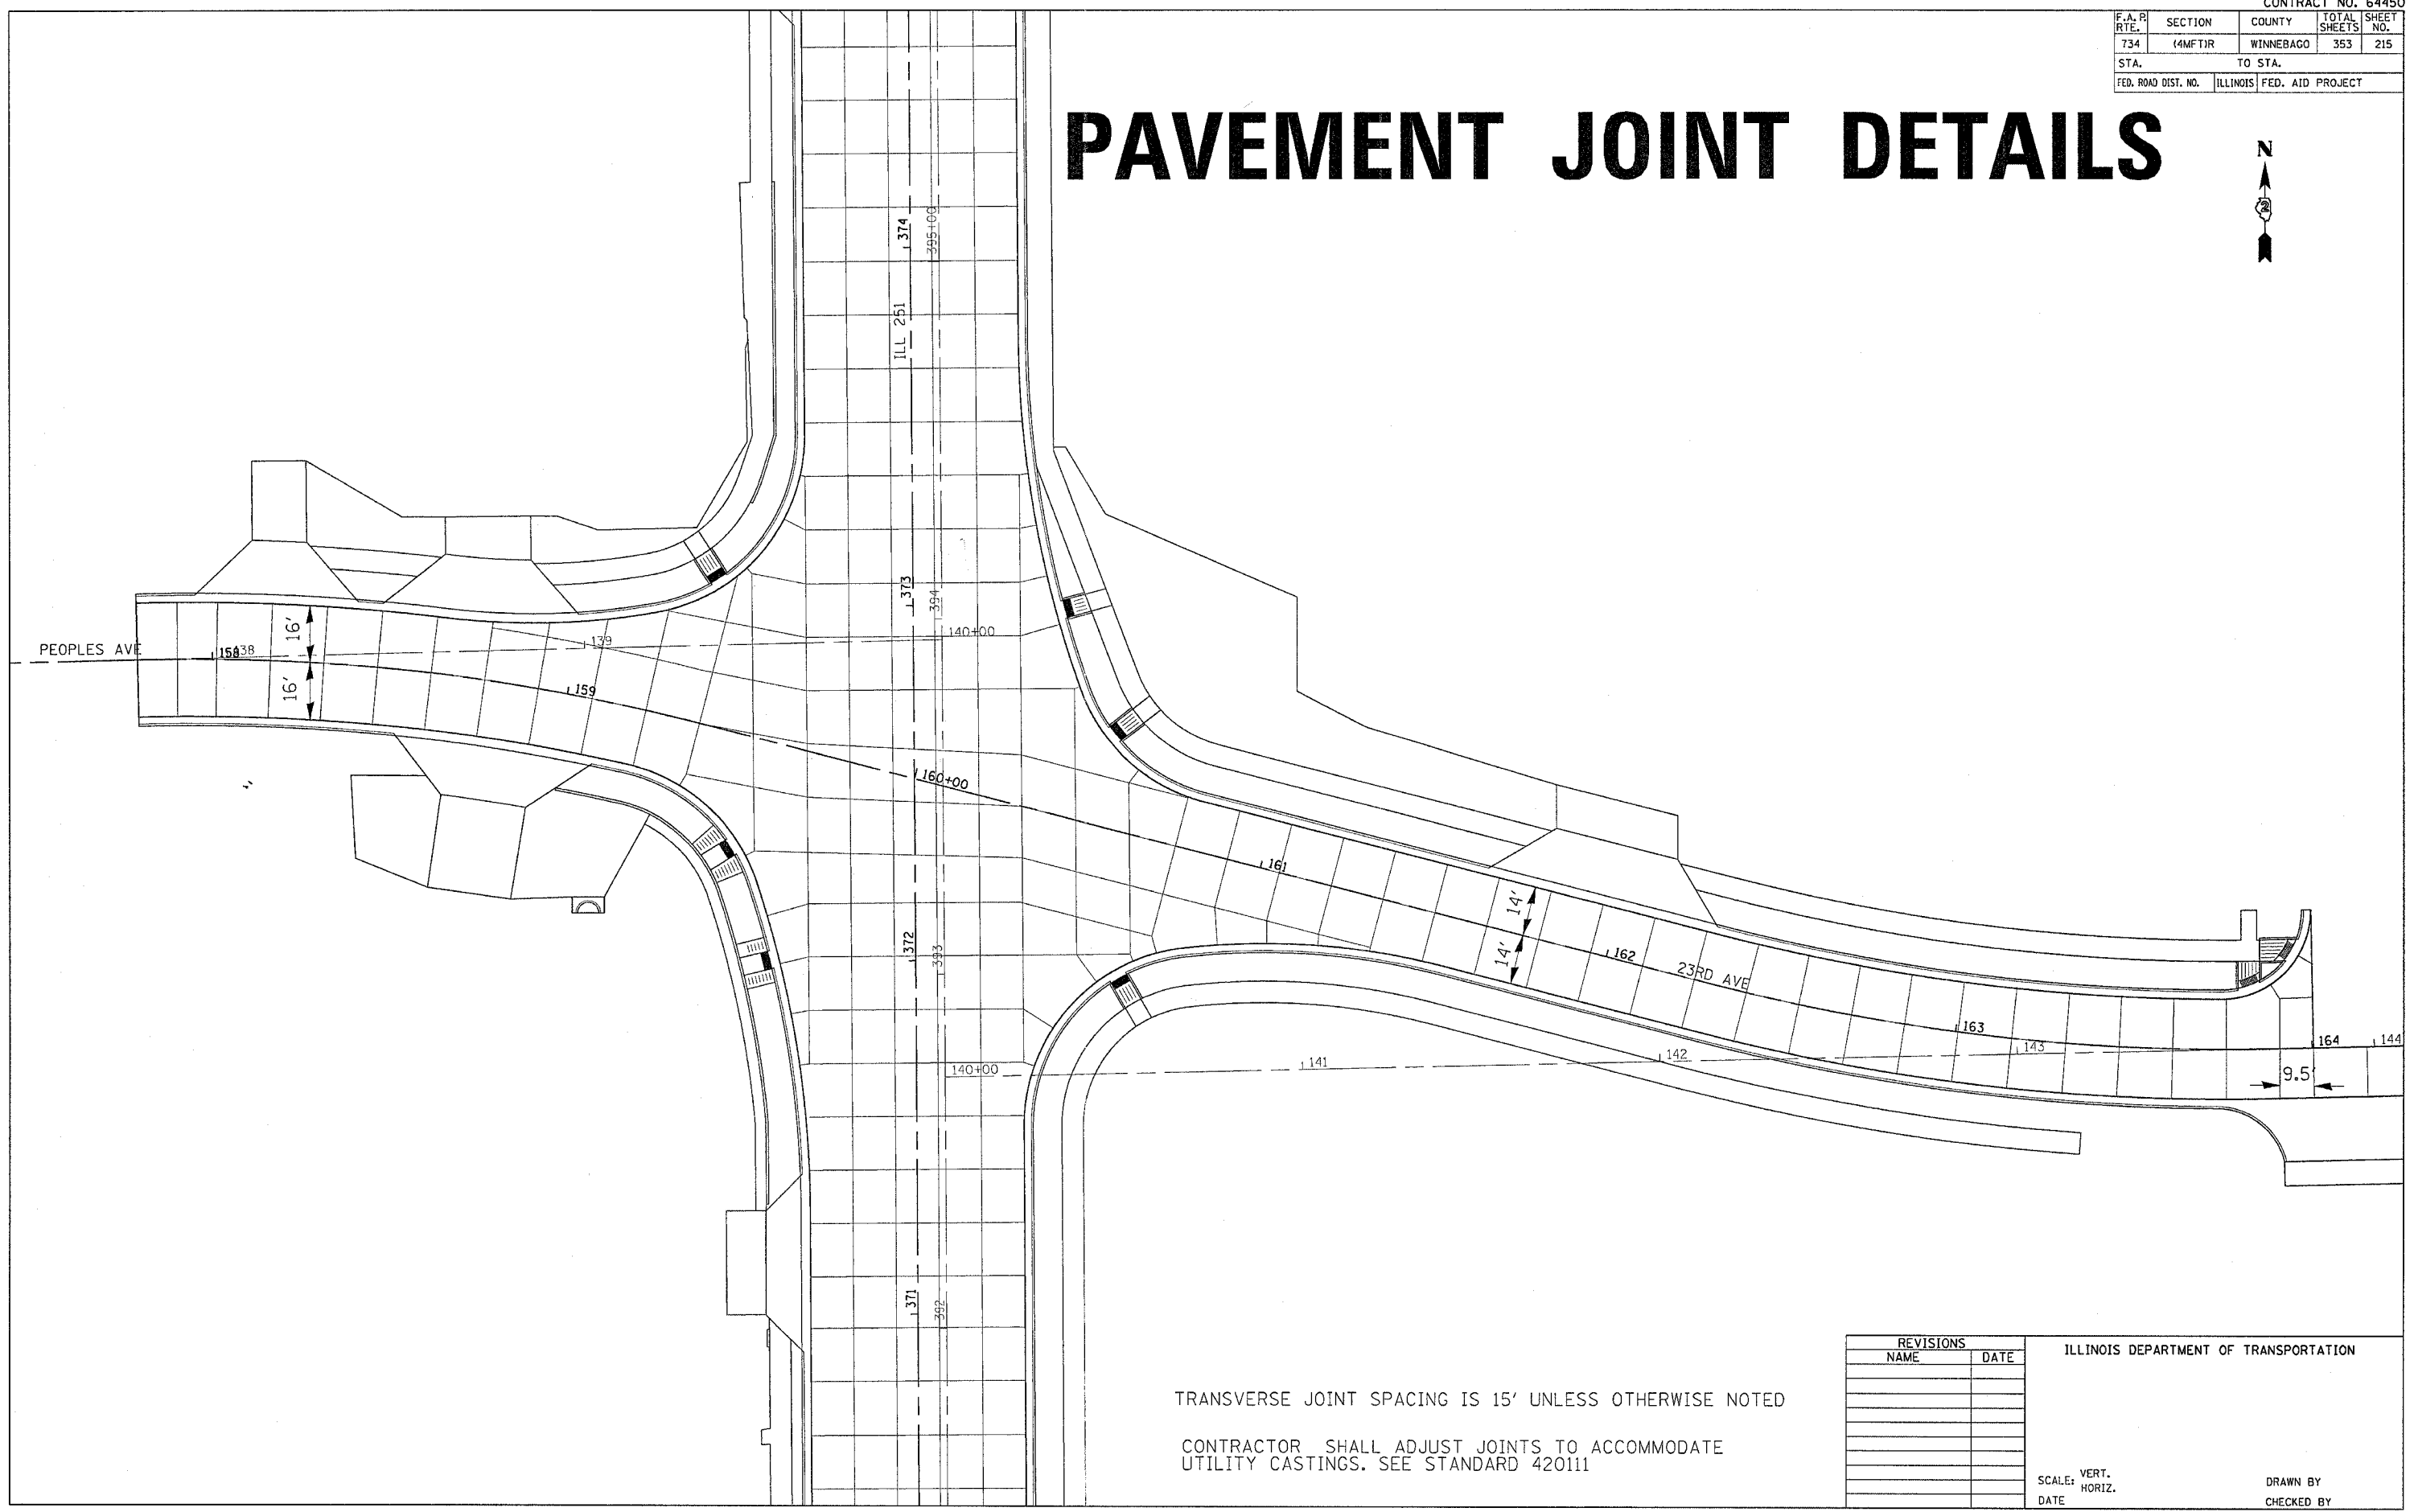 CONTRACT NO. 64450
F.A.P. RTE. SECTION COUNTY TOTAL SHEETS SHEET NO.
734 (4MFT)R WINNEBAGO 353 215
STA. TO STA.
FED. ROAD DIST. NO. ILLINOIS FED. AID PROJECT
PAVEMENT JOINT DETAILS
N
2
374
395+00
ILL 251
373
394
140+00
PEOPLES AVE
158
138
16'
16'
139
159
160+00
161
14'
14'
372
393
162
23RD AVE
163
143
164
144
9.5'
140+00
141
142
371
392
TRANSVERSE JOINT SPACING IS 15' UNLESS OTHERWISE NOTED
CONTRACTOR SHALL ADJUST JOINTS TO ACCOMMODATE
UTILITY CASTINGS. SEE STANDARD 420111
REVISIONS
NAME DATE
ILLINOIS DEPARTMENT OF TRANSPORTATION
SCALE: VERT.
HORIZ.
DATE
DRAWN BY
CHECKED BY